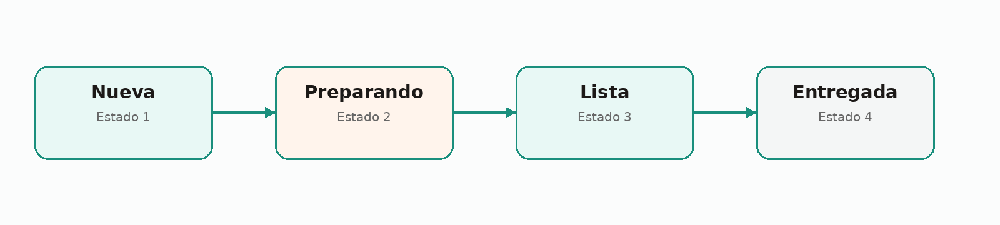 Nueva
Estado 1
Preparando
Estado 2
Lista
Estado 3
Entregada
Estado 4